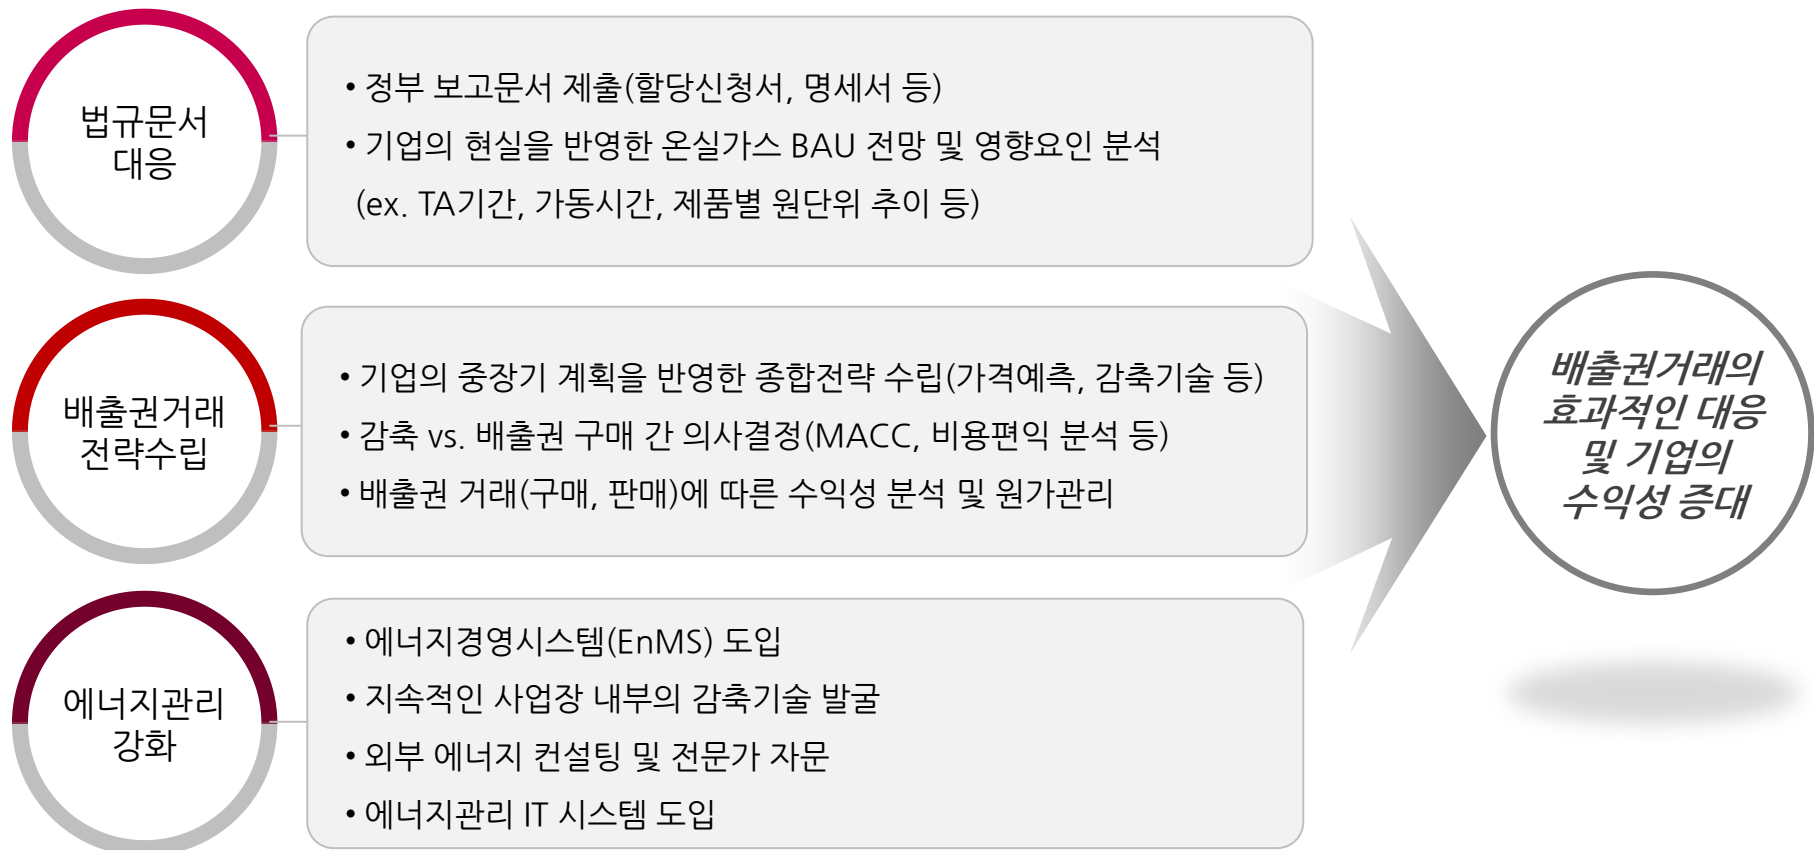 법규문서
대응
• 정부 보고문서 제출(할당신청서, 명세서 등)
• 기업의 현실을 반영한 온실가스 BAU 전망 및 영향요인 분석
(ex. TA기간, 가동시간, 제품별 원단위 추이 등)
배출권거래
전략수립
• 기업의 중장기 계획을 반영한 종합전략 수립(가격예측, 감축기술 등)
• 감축 vs. 배출권 구매 간 의사결정(MACC, 비용편익 분석 등)
• 배출권 거래(구매, 판매)에 따른 수익성 분석 및 원가관리
에너지관리
강화
• 에너지경영시스템(EnMS) 도입
• 지속적인 사업장 내부의 감축기술 발굴
• 외부 에너지 컨설팅 및 전문가 자문
• 에너지관리 IT 시스템 도입
배출권거래의
효과적인 대응
및 기업의
수익성 증대